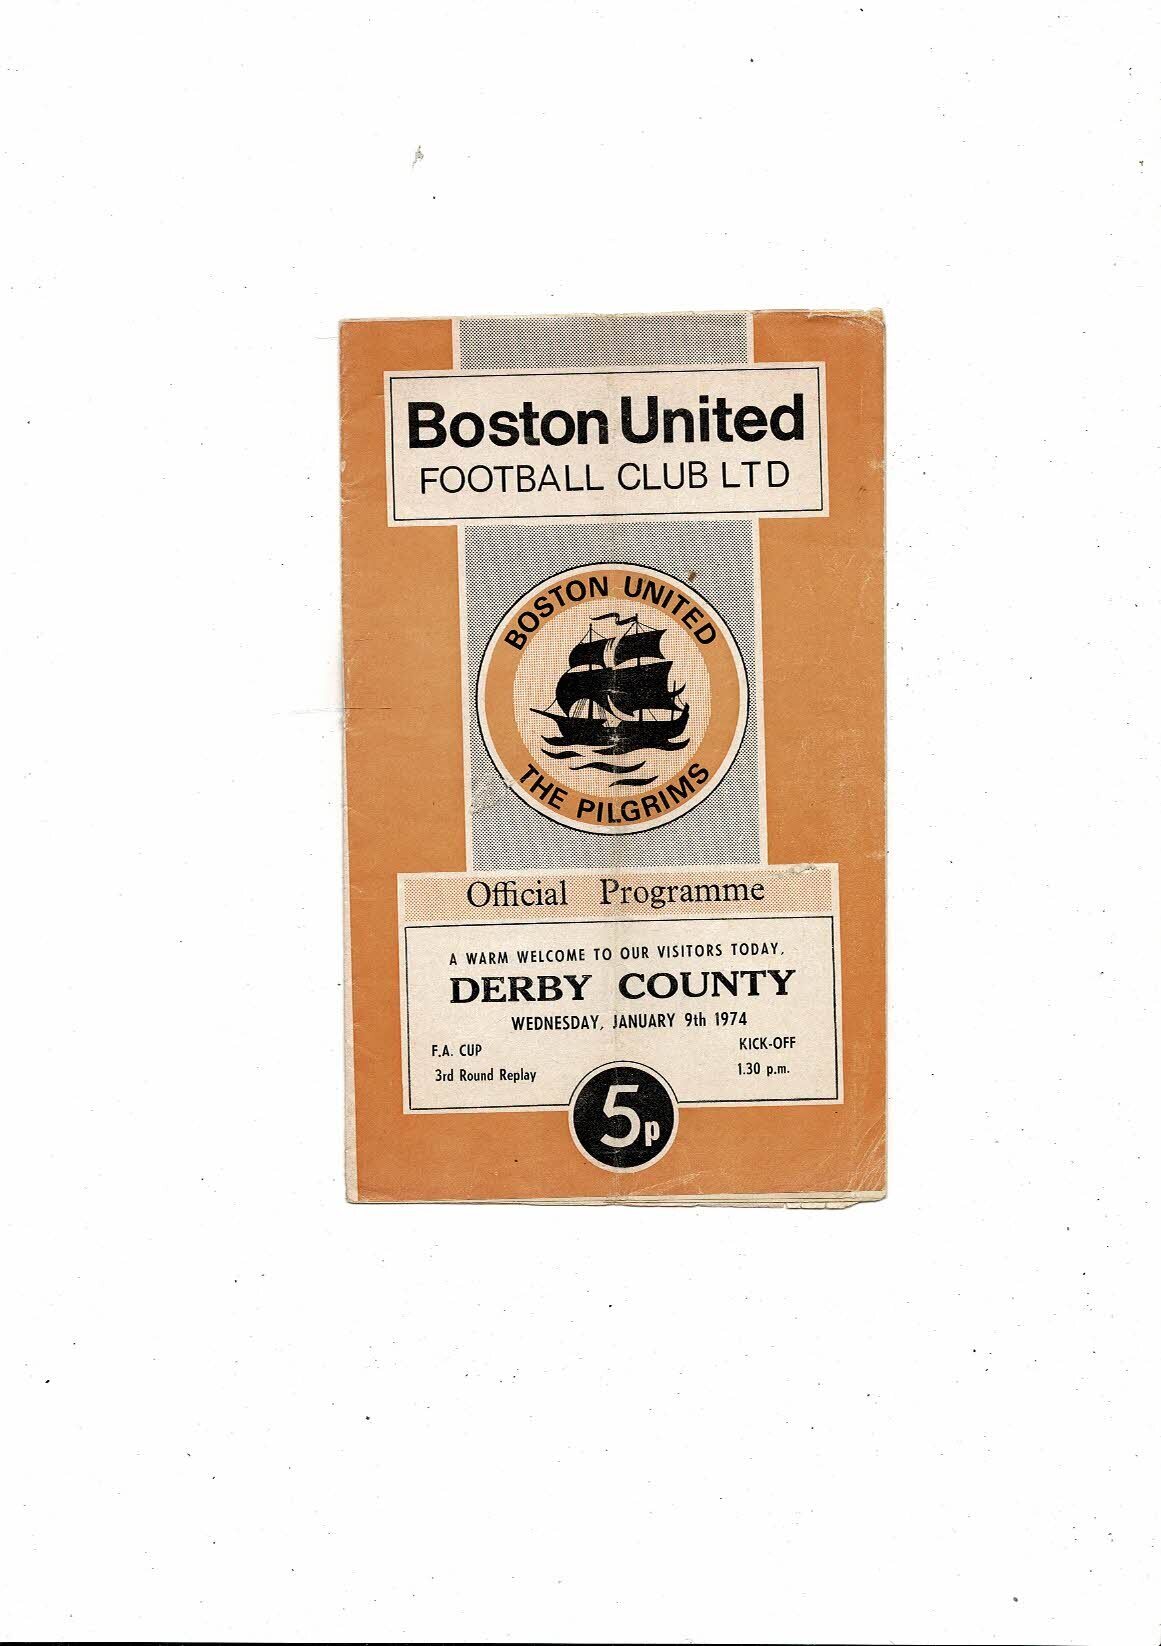 Boston United
FOOTBALL CLUB LTD
BOSTON UNITED
THE PILGRIMS
Official Programme
A WARM WELCOME TO OUR VISITORS TODAY,
DERBY COUNTY
WEDNESDAY, JANUARY 9th 1974
F.A. CUP
KICK-OFF
3rd Round Replay
1.30 p.m.
5p